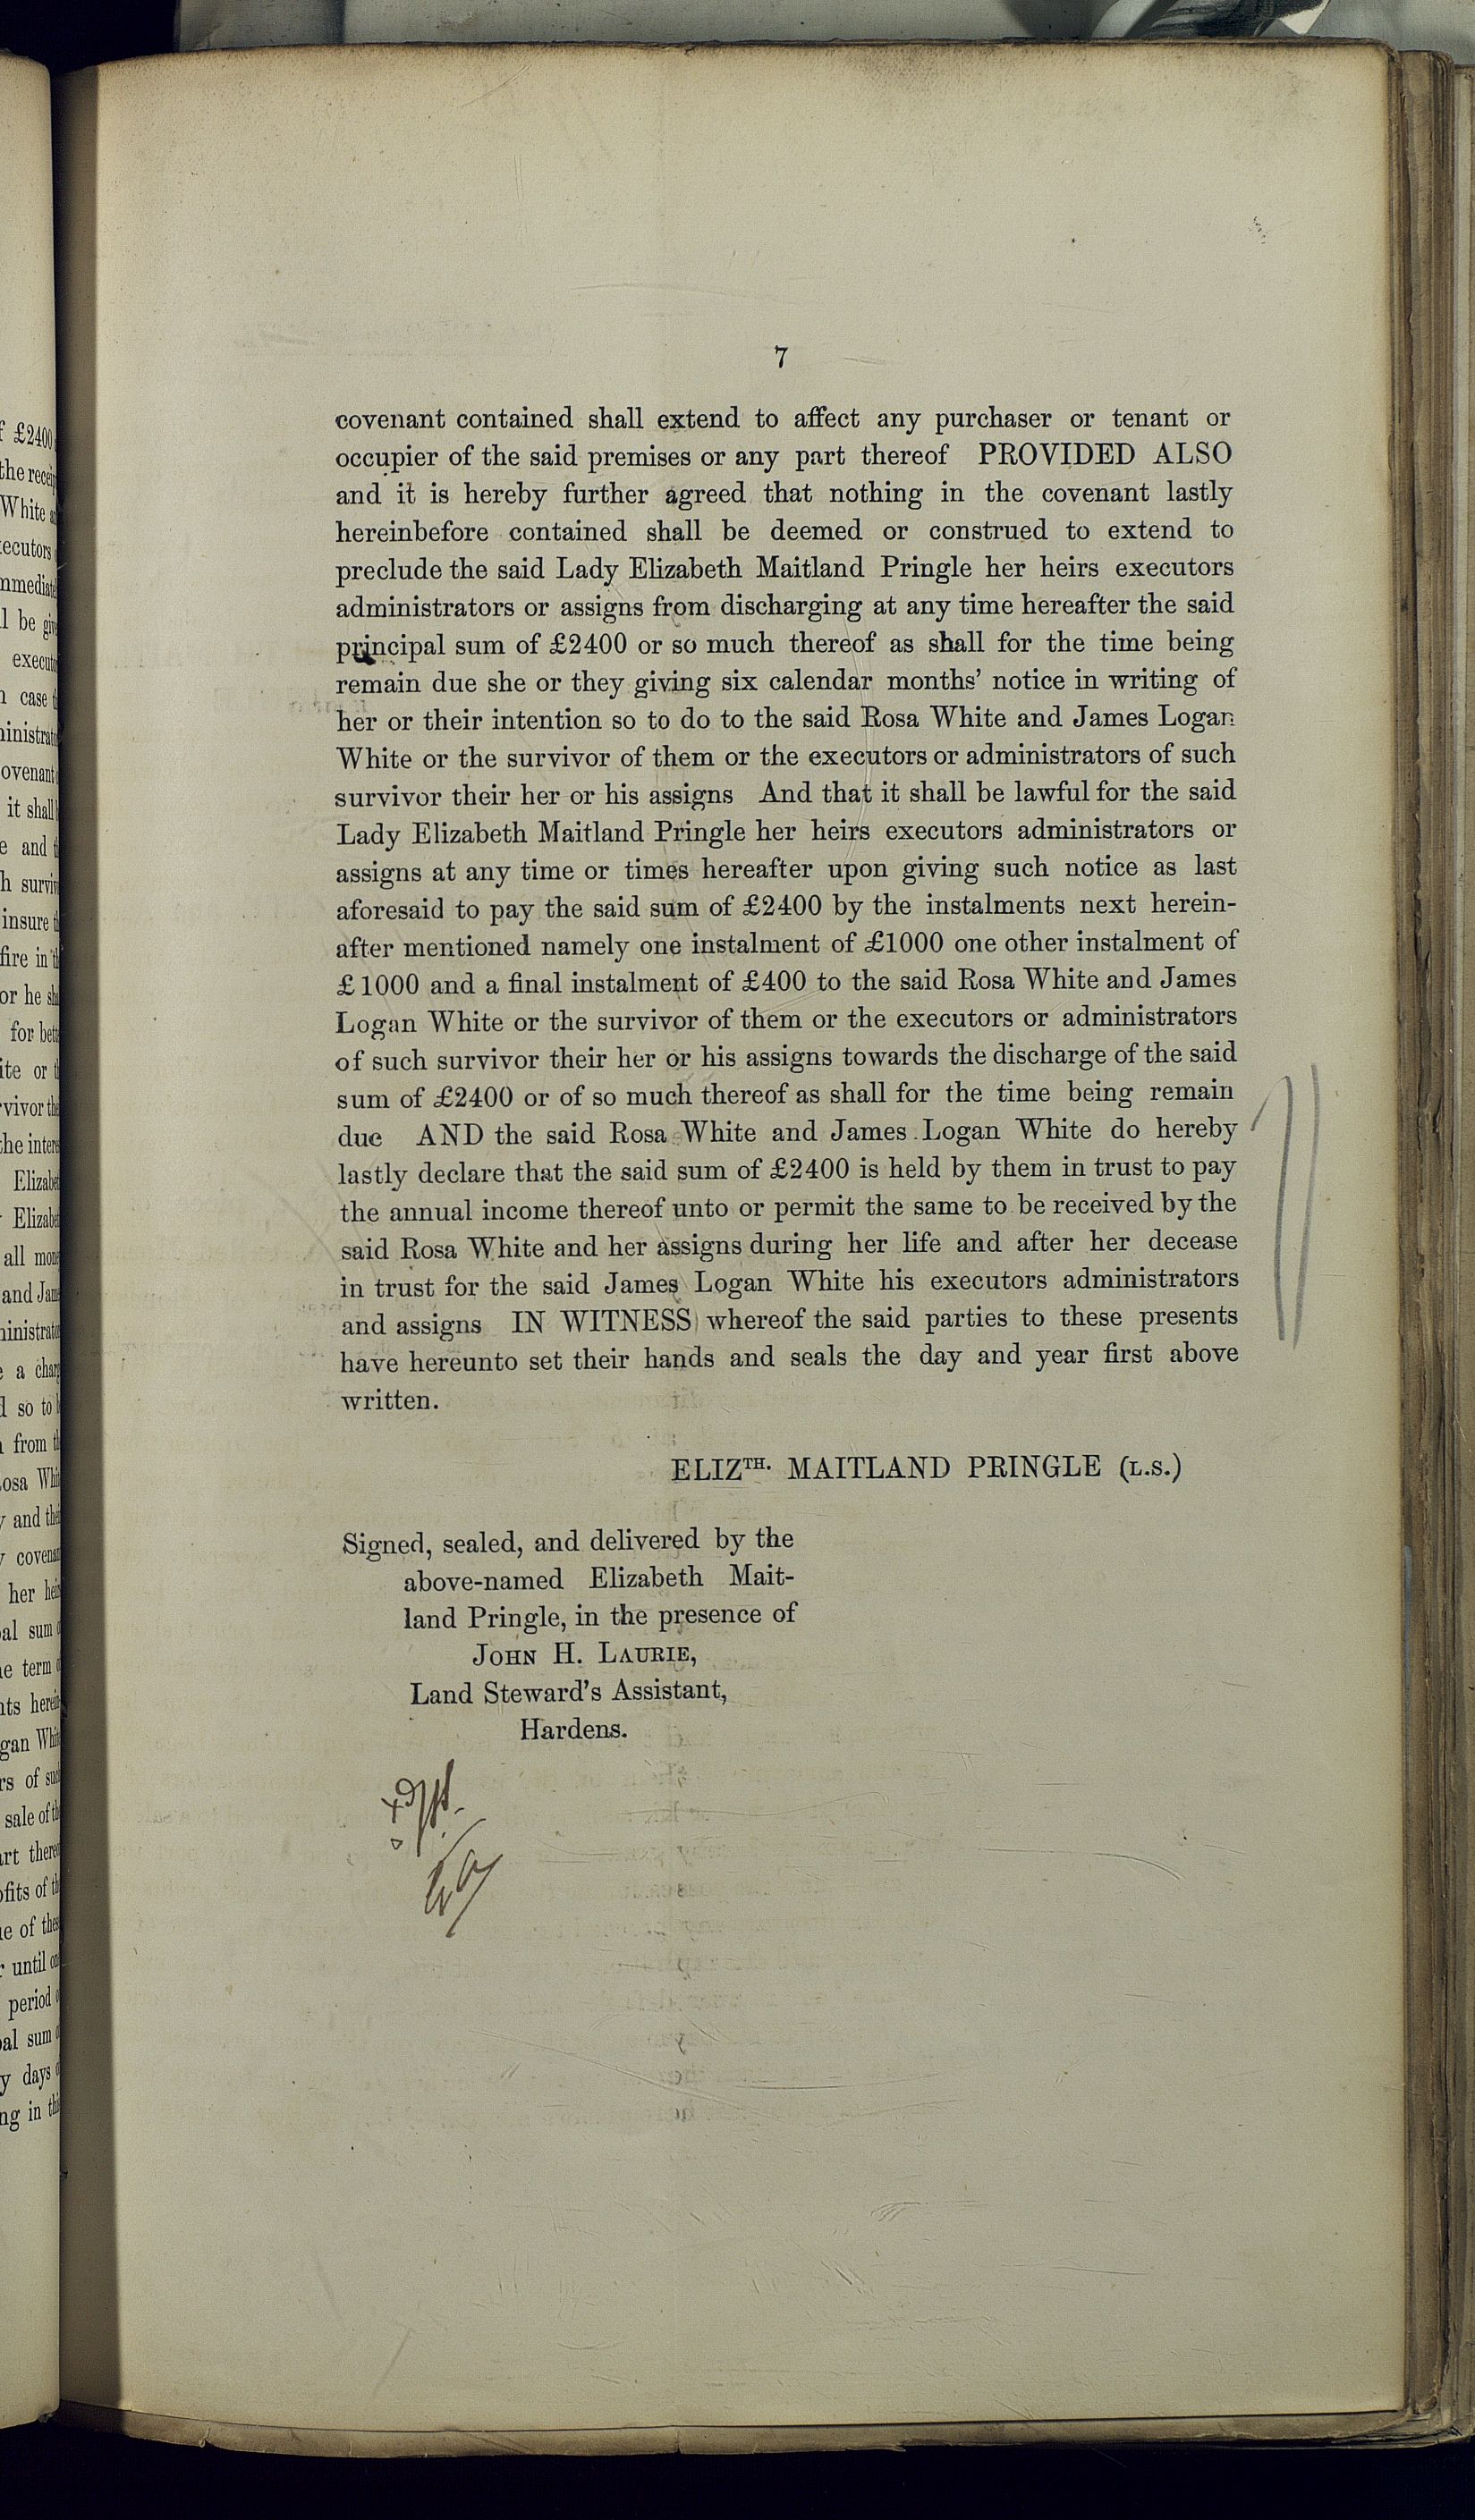 7
covenant contained shall extend to affect any purchaser or tenant or
occupier of the said premises or any part thereof PROVIDED ALSO
and it is hereby further agreed that nothing in the covenant lastly
hereinbefore contained shall be deemed or construed to extend to
preclude the said Lady Elizabeth Maitland Pringle her heirs executors
administrators or assigns from discharging at any time hereafter the said
principal sum of £2400 or so much thereof as shall for the time being
remain due she or they giving six calendar months' notice in writing of
her or their intention so to do to the said Rosa White and James Logan
White or the survivor of them or the executors or administrators of such
survivor their her or his assigns And that it shall be lawful for the said
Lady Elizabeth Maitland Pringle her heirs executors administrators or
assigns at any time or times hereafter upon giving such notice as last
aforesaid to pay the said sum of £2400 by the instalments next herein-
after mentioned namely one instalment of £1000 one other instalment of
£1000 and a final instalment of £400 to the said Rosa White and James
Logan White or the survivor of them or the executors or administrators
of such survivor their her or his assigns towards the discharge of the said
sum of £2400 or of so much thereof as shall for the time being remain
due AND the said Rosa White and James Logan White do hereby
lastly declare that the said sum of £2400 is held by them in trust to pay
the annual income thereof unto or permit the same to be received by the
said Rosa White and her assigns during her life and after her decease
in trust for the said James Logan White his executors administrators
and assigns IN WITNESS whereof the said parties to these presents
have hereunto set their hands and seals the day and year first above
written.
ELIZTH. MAITLAND PRINGLE (L.S.)
Signed, sealed, and delivered by the
above-named Elizabeth Mait-
land Pringle, in the presence of
JOHN H. LAURIE,
Land Steward's Assistant,
Hardens.